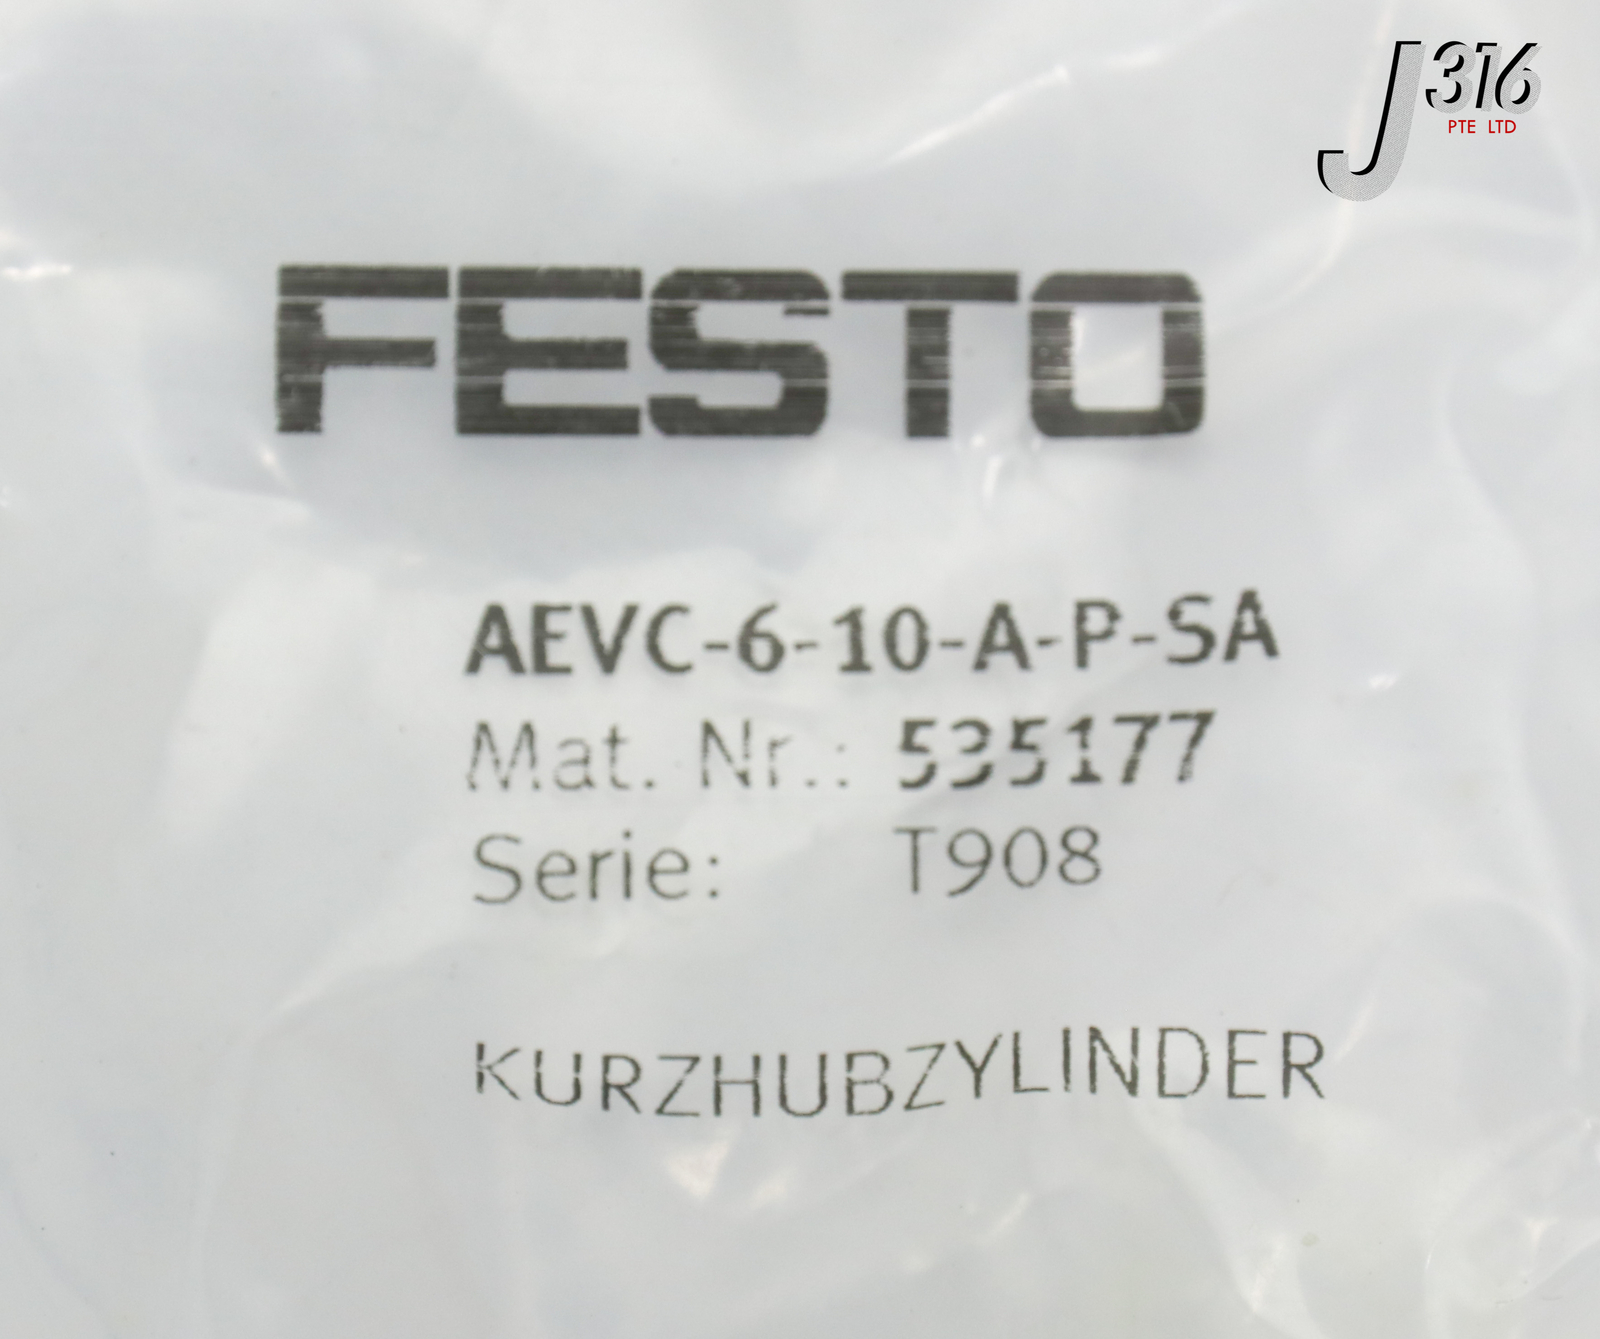 J316
PTE LTD
FESTO
AEVC-6-10-A-P-SA
Mat. Nr.: 535177
Serie: T908
KURZHUBZYLINDER